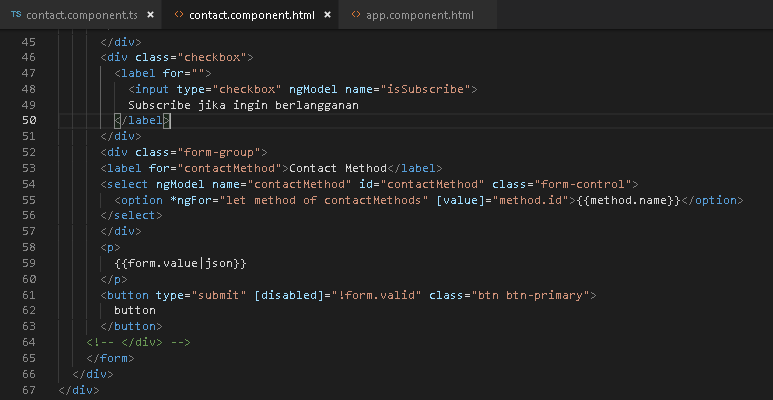 contact.component.ts × contact.component.html × app.component.html
45 </div>
46 <div class="checkbox">
47 <label for="">
48 <input type="checkbox" ngModel name="isSubscribe">
49 Subscribe jika ingin berlangganan
50 </label>
51 </div>
52 <div class="form-group">
53 <label for="contactMethod">Contact Method</label>
54 <select ngModel name="contactMethod" id="contactMethod" class="form-control">
55 <option *ngFor="let method of contactMethods" [value]="method.id">{{method.name}}</option>
56 </select>
57 </div>
58 <p>
59 {{form.value|json}}
60 </p>
61 <button type="submit" [disabled]="!form.valid" class="btn btn-primary">
62 button
63 </button>
64 <!-- </div> -->
65 </form>
66 </div>
67 </div>